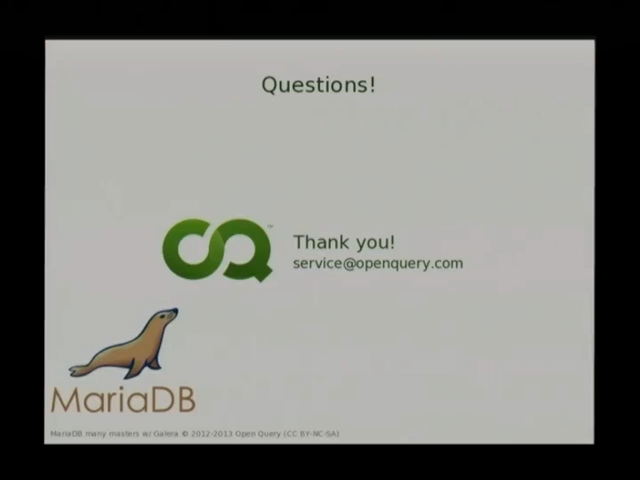 Questions!
OQ™
Thank you!
service@openquery.com
MariaDB
MariaDB many masters w/ Galera © 2012-2013 Open Query (CC BY-NC-SA)